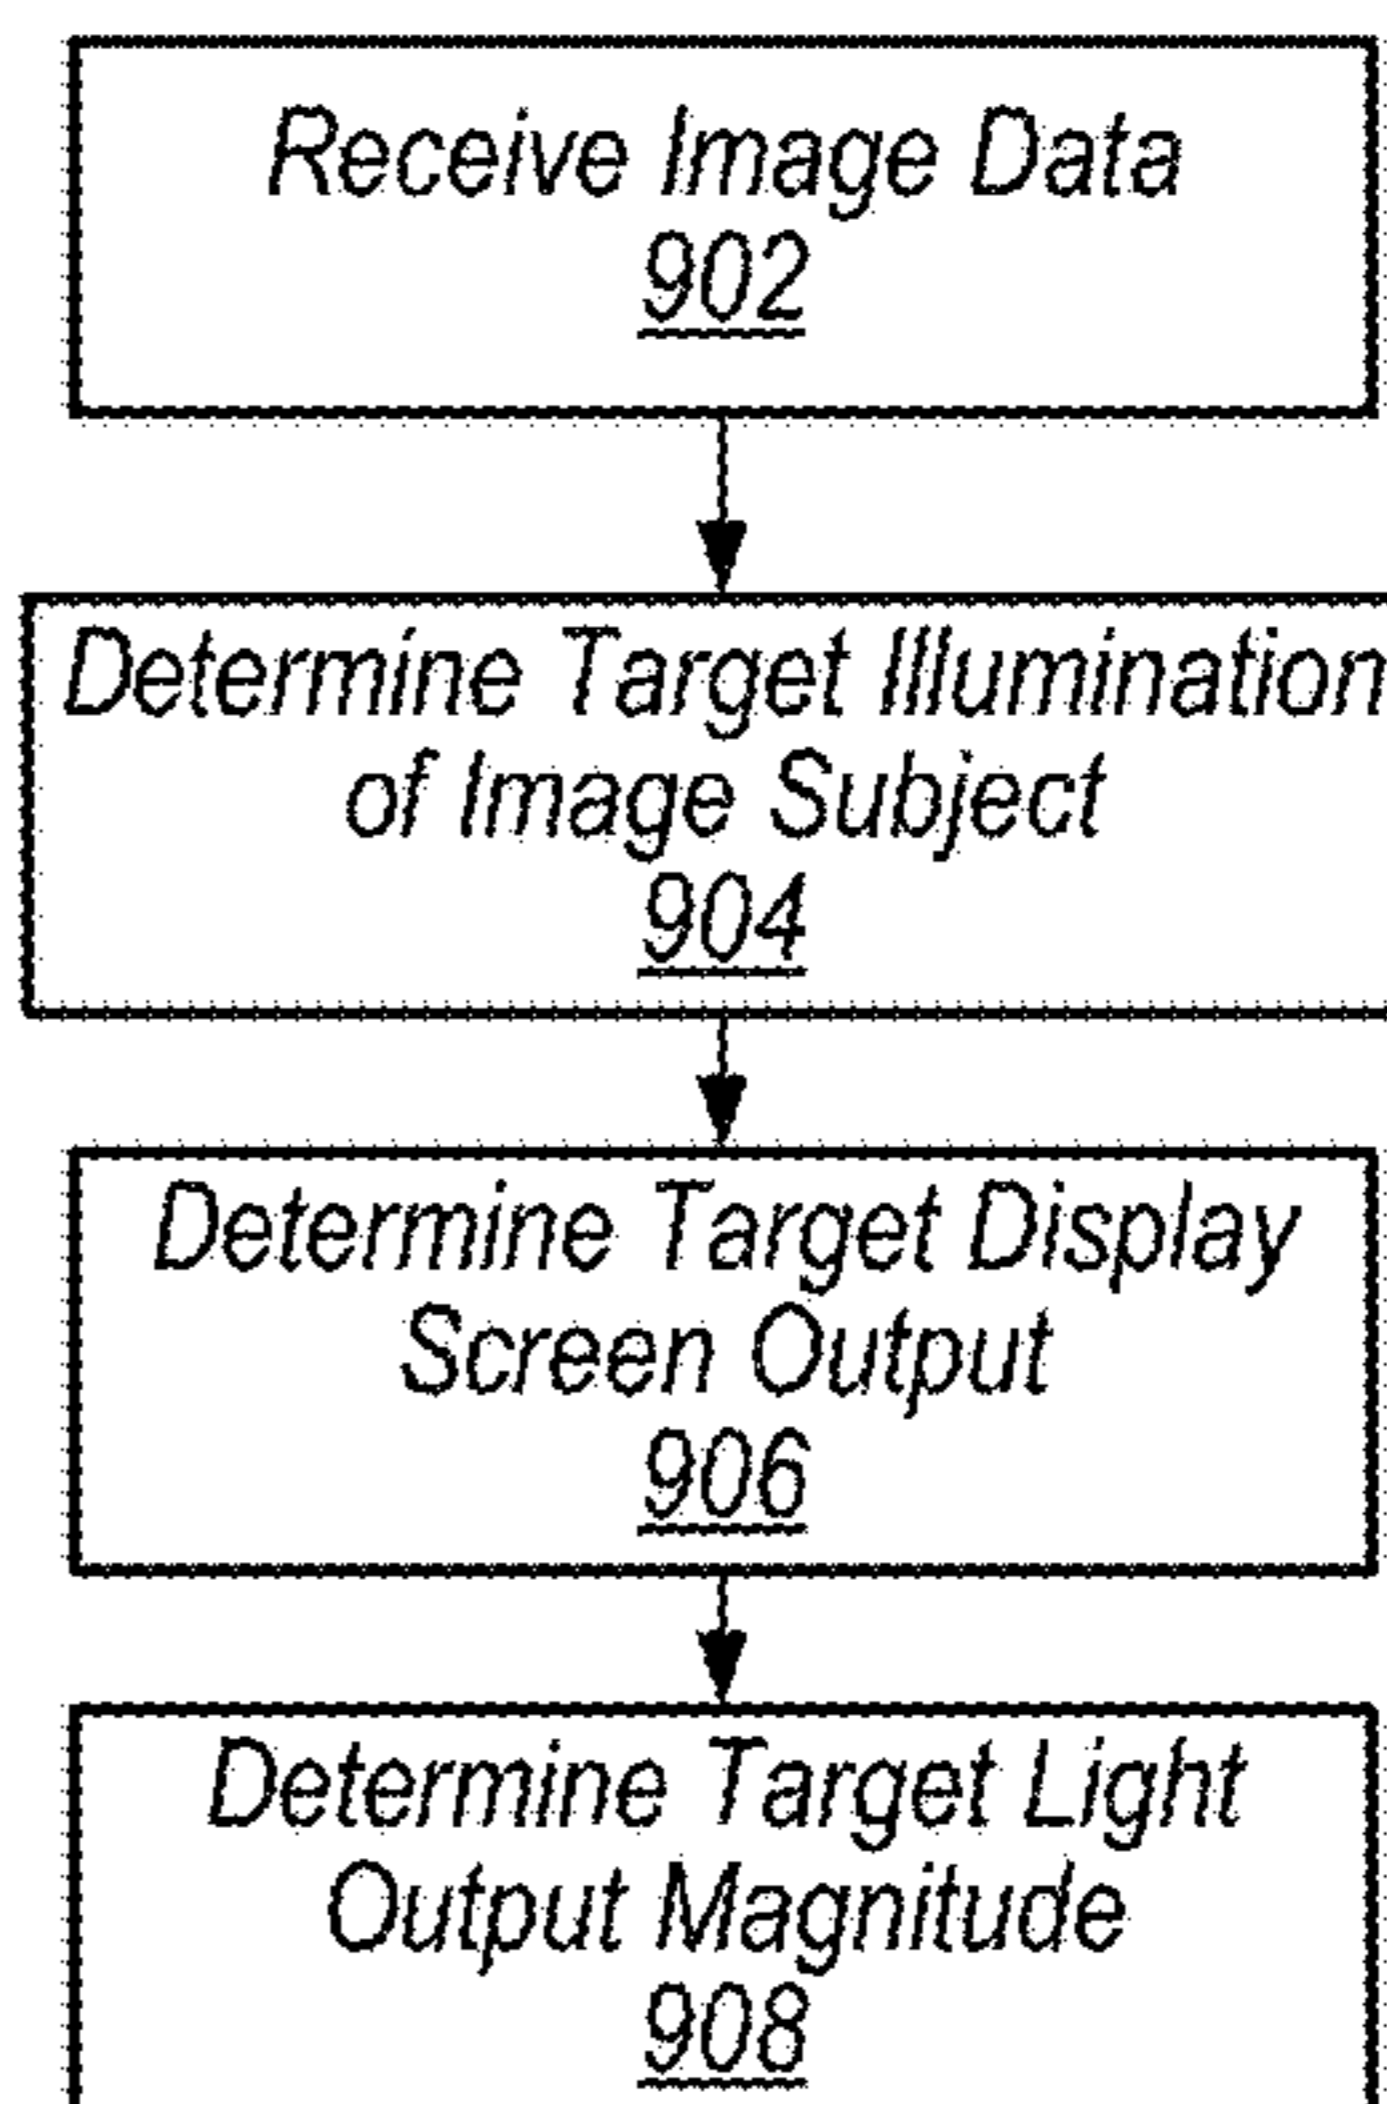 Receive Image Data
902
Determine Target Illumination
of Image Subject
904
Determine Target Display
Screen Output
906
Determine Target Light
Output Magnitude
908